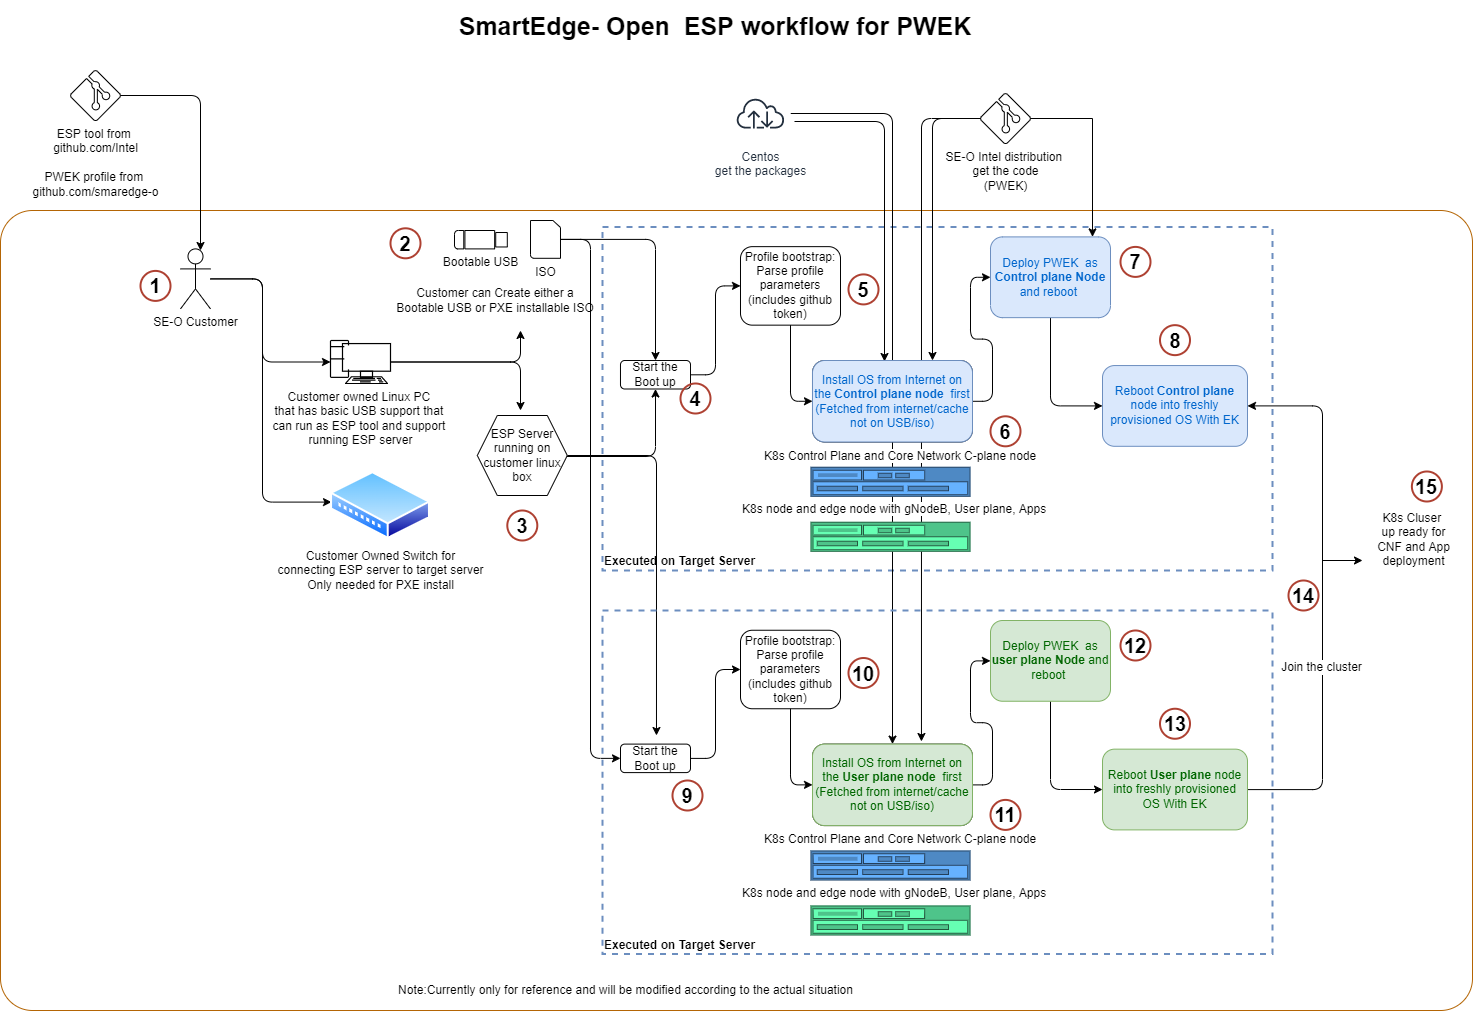 SmartEdge- Open  ESP workflow for PWEK
ESP tool from
github.com/Intel
PWEK profile from
github.com/smaredge-o
Centos
get the packages
SE-O Intel distribution
get the code
(PWEK)
1
SE-O Customer
2
Bootable USB
ISO
Customer can Create either a
Bootable USB or PXE installable ISO
Customer owned Linux PC
that has basic USB support that
can run as ESP tool and support
running ESP server
Customer Owned Switch for
connecting ESP server to target server
Only needed for PXE install
ESP Server
running on
customer linux
box
3
Start the
Boot up
4
Profile bootstrap:
Parse profile
parameters
(includes github
token)
5
Install OS from Internet on
the Control plane node  first
(Fetched from internet/cache
not on USB/iso)
6
K8s Control Plane and Core Network C-plane node
K8s node and edge node with gNodeB, User plane, Apps
Executed on Target Server
Deploy PWEK  as
Control plane Node
and reboot
7
8
Reboot Control plane
node into freshly
provisioned OS With EK
Start the
Boot up
9
Profile bootstrap:
Parse profile
parameters
(includes github
token)
10
Install OS from Internet on
the User plane node  first
(Fetched from internet/cache
not on USB/iso)
11
K8s Control Plane and Core Network C-plane node
K8s node and edge node with gNodeB, User plane, Apps
Executed on Target Server
Deploy PWEK  as
user plane Node and
reboot
12
13
Reboot User plane node
into freshly provisioned
OS With EK
14
Join the cluster
15
K8s Cluser
up ready for
CNF and App
deployment
Note:Currently only for reference and will be modified according to the actual situation